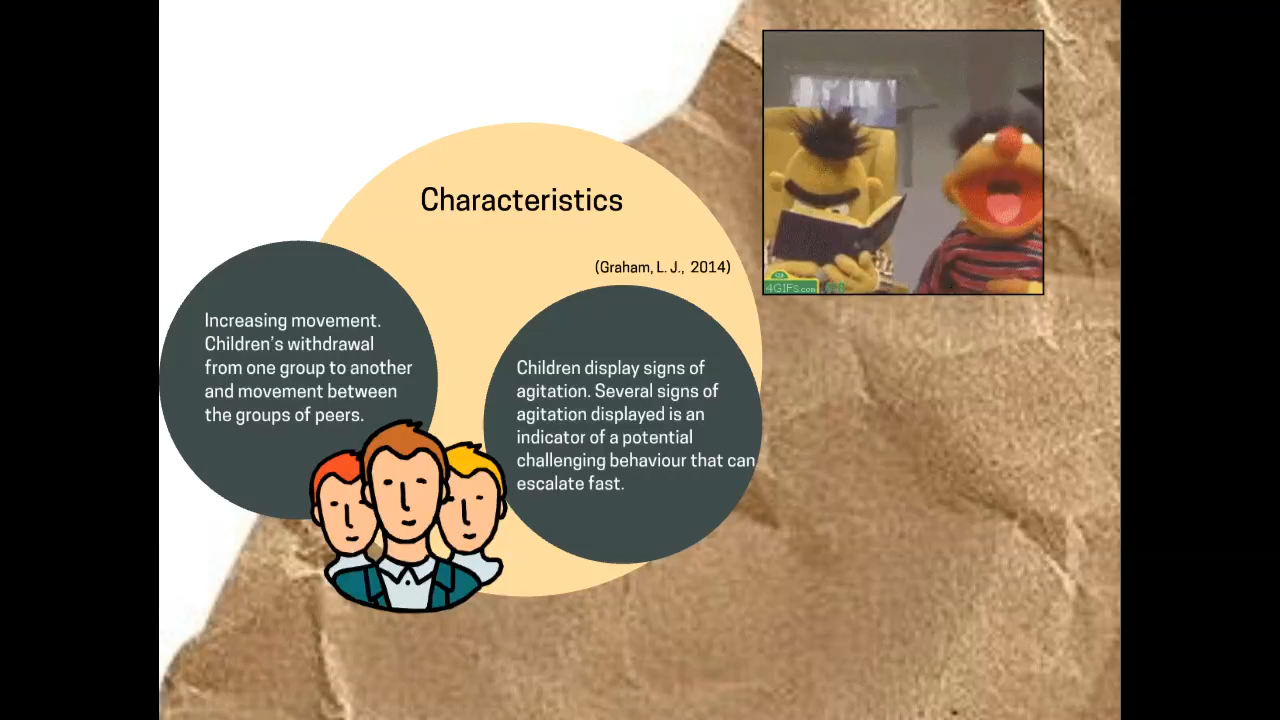 Characteristics
(Graham, L. J., 2014)
Increasing movement.
Children's withdrawal
from one group to another
and movement between
the groups of peers.
Children display signs of
agitation. Several signs of
agitation displayed is an
indicator of a potential
challenging behaviour that can
escalate fast.
4GIFs.com